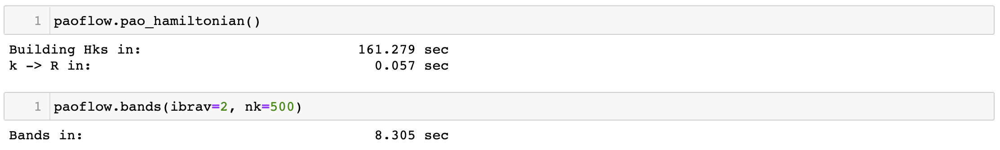 1 paoflow.pao_hamiltonian()
Building Hks in: 161.279 sec
k -> R in: 0.057 sec
1 paoflow.bands(ibrav=2, nk=500)
Bands in: 8.305 sec